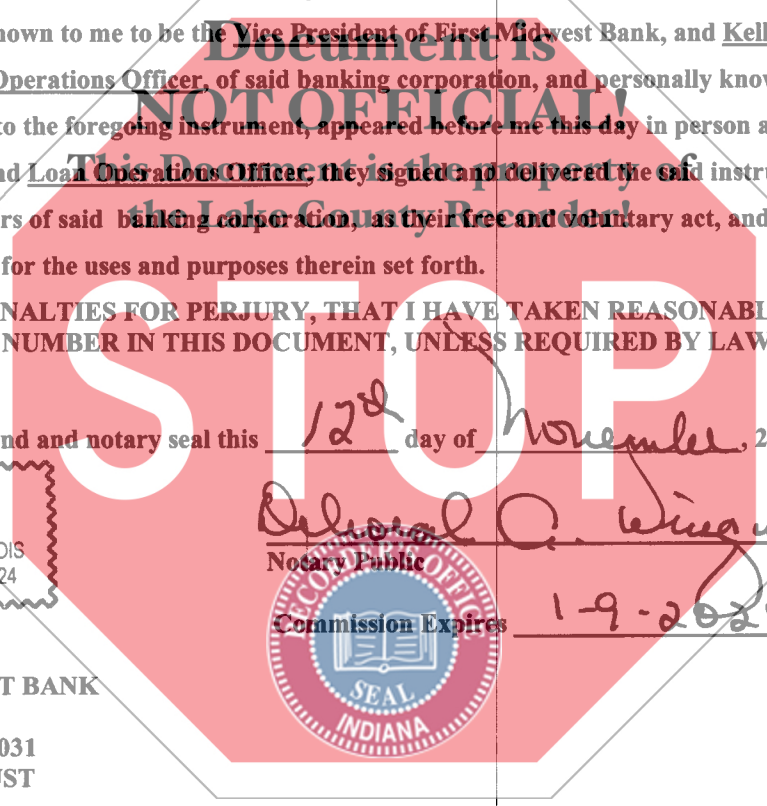 nown to me to be the Vice President of First Midwest Bank, and Kell
Document is
Operations Officer, of said banking corporation, and personally know
NOT OFFICIAL!
to the foregoing instrument, appeared before me this day in person a
This Document is the property of
nd Loan Operations Officer, they signed and delivered the said instru
the Lake County Recorder!
rs of said banking corporation, as their free and voluntary act, and
for the uses and purposes therein set forth.
NALTIES FOR PERJURY, THAT I HAVE TAKEN REASONABL
NUMBER IN THIS DOCUMENT, UNLESS REQUIRED BY LAW
STOP
nd and notary seal this 12th day of November, 2
OIS
24
Deborah A.
Notary Public
Commission Expires 1-9-202
RECORDER'S OFFICE
SEAL
INDIANA
T BANK
031
UST